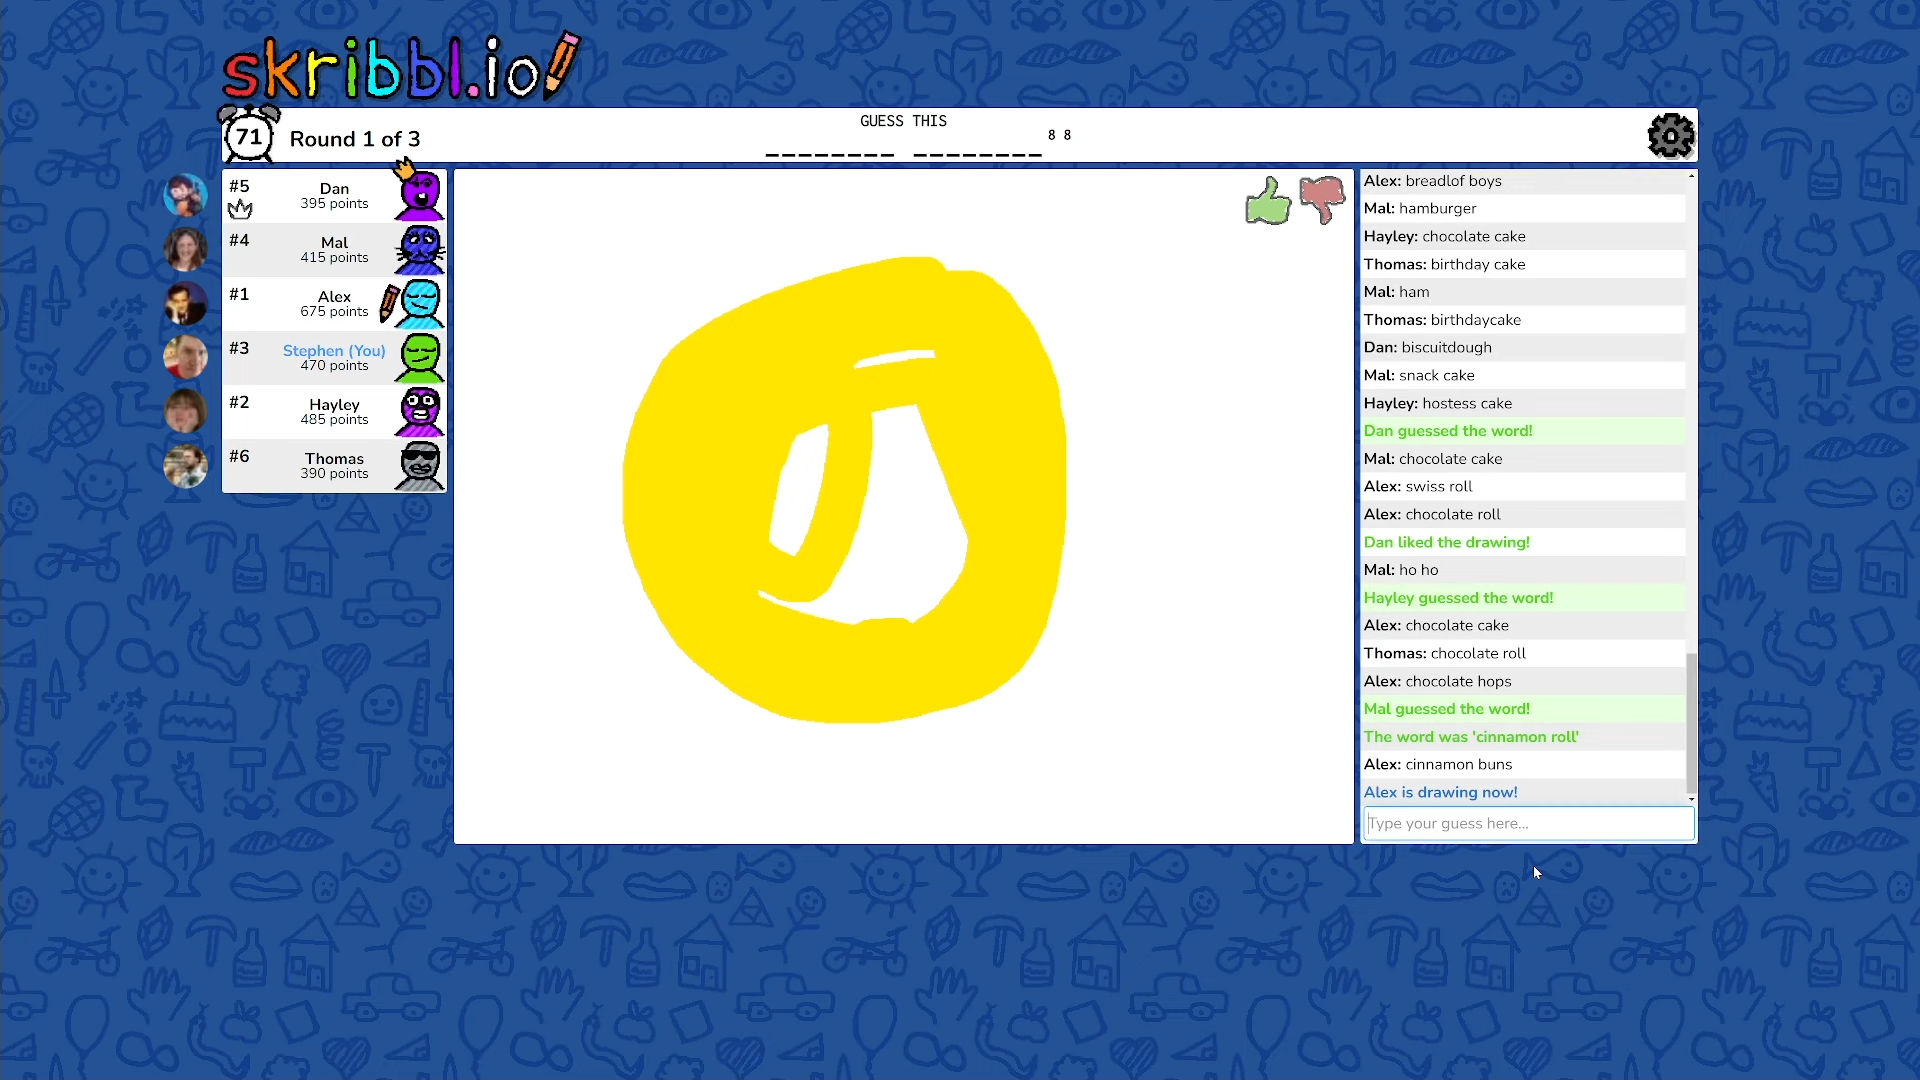 skribbl.io
71
Round 1 of 3
GUESS THIS
________ ________ 8 8
#5 Dan
395 points
#4 Mal
415 points
#1 Alex
675 points
#3 Stephen (You)
470 points
#2 Hayley
485 points
#6 Thomas
390 points
Alex: breadlof boys
Mal: hamburger
Hayley: chocolate cake
Thomas: birthday cake
Mal: ham
Thomas: birthdaycake
Dan: biscuitdough
Mal: snack cake
Hayley: hostess cake
Dan guessed the word!
Mal: chocolate cake
Alex: swiss roll
Alex: chocolate roll
Dan liked the drawing!
Mal: ho ho
Hayley guessed the word!
Alex: chocolate cake
Thomas: chocolate roll
Alex: chocolate hops
Mal guessed the word!
The word was 'cinnamon roll'
Alex: cinnamon buns
Alex is drawing now!
Type your guess here...